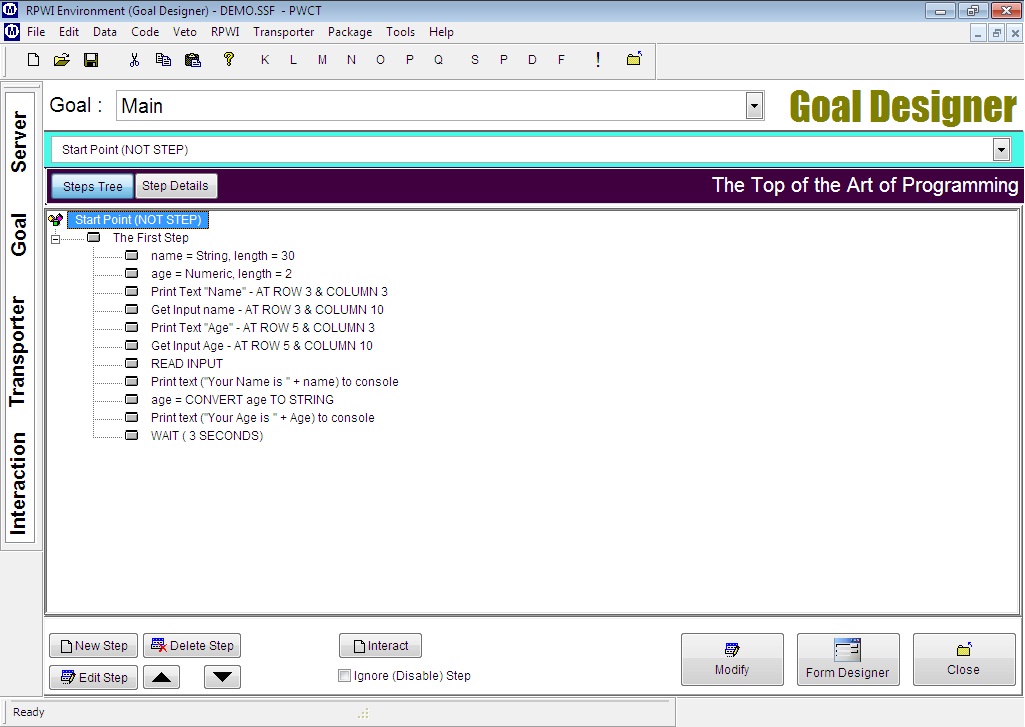 RPWI Environment (Goal Designer) - DEMO.SSF - PWCT
File Edit Data Code Veto RPWI Transporter Package Tools Help
K L M N O P Q S P D F !
Goal : Main
Goal Designer
Start Point (NOT STEP)
Steps Tree Step Details
The Top of the Art of Programming
Server
Goal
Transporter
Interaction
Start Point (NOT STEP)
The First Step
name = String, length = 30
age = Numeric, length = 2
Print Text "Name" - AT ROW 3 & COLUMN 3
Get Input name - AT ROW 3 & COLUMN 10
Print Text "Age" - AT ROW 5 & COLUMN 3
Get Input Age - AT ROW 5 & COLUMN 10
READ INPUT
Print text ("Your Name is " + name) to console
age = CONVERT age TO STRING
Print text ("Your Age is " + Age) to console
WAIT ( 3 SECONDS)
New Step Delete Step Interact
Edit Step Ignore (Disable) Step
Modify Form Designer Close
Ready